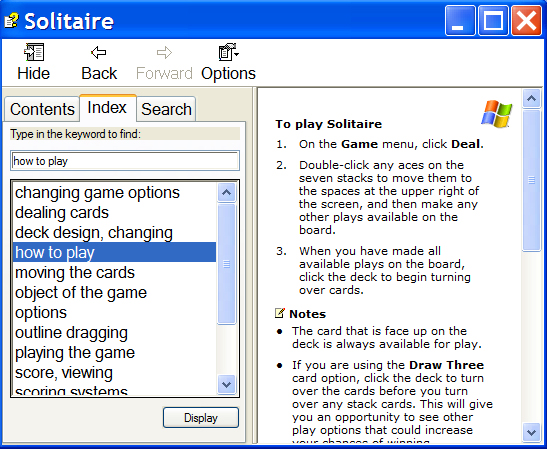 Solitaire
Hide Back Forward Options
Contents Index Search
Type in the keyword to find:
how to play
changing game options
dealing cards
deck design, changing
how to play
moving the cards
object of the game
options
outline dragging
playing the game
score, viewing
scoring systems
Display
To play Solitaire
1. On the Game menu, click Deal.
2. Double-click any aces on the
seven stacks to move them to
the spaces at the upper right of
the screen, and then make any
other plays available on the
board.
3. When you have made all
available plays on the board,
click the deck to begin turning
over cards.
Notes
• The card that is face up on the
deck is always available for play.
• If you are using the Draw Three
card option, click the deck to turn
over the cards before you turn
over any stack cards. This will give
you an opportunity to see other
play options that could increase
your chances of winning.